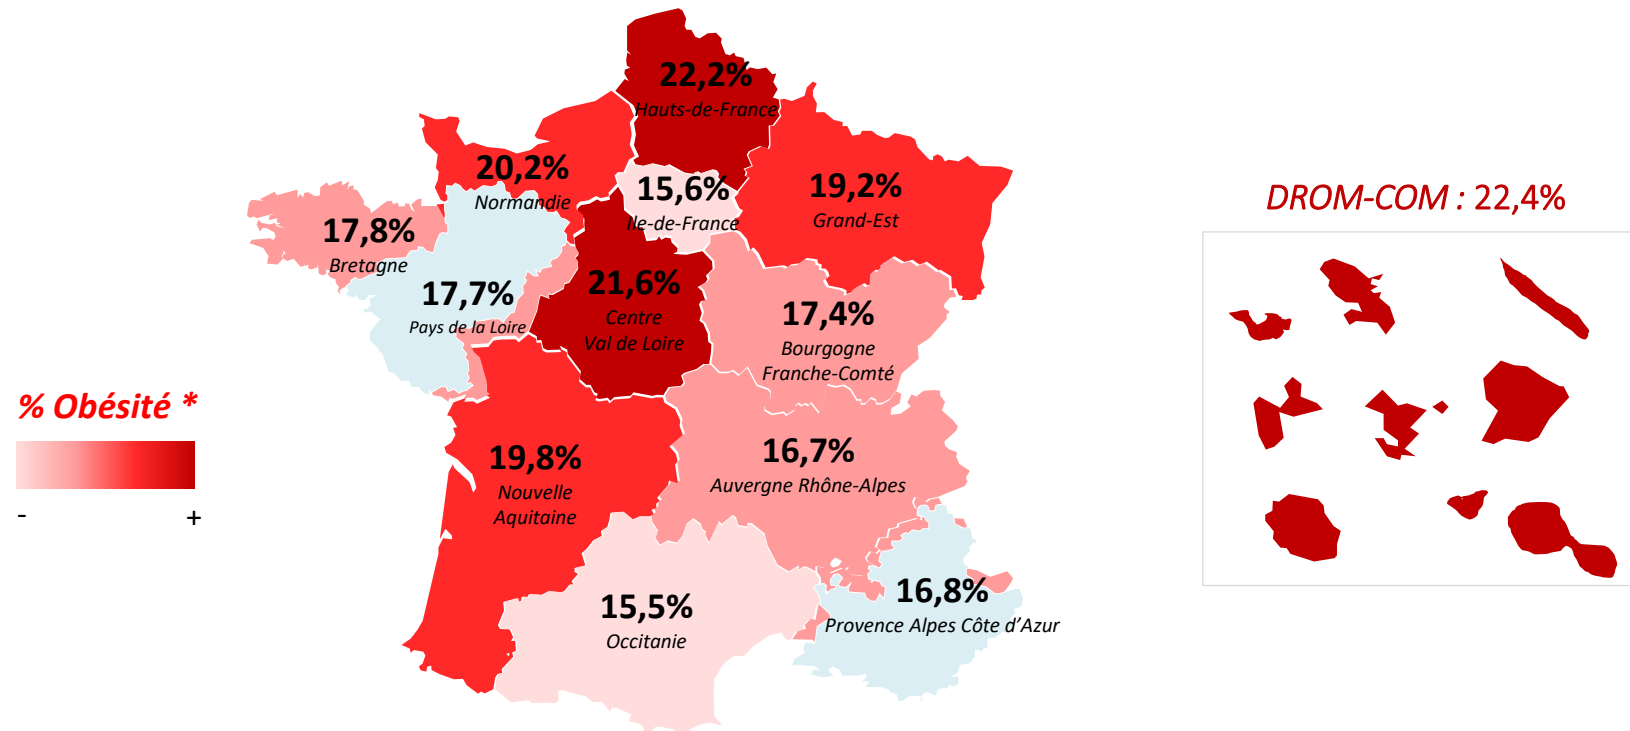 22,2%
Hauts-de-France
20,2%
Normandie
15,6%
Ile-de-France
19,2%
Grand-Est
17,8%
Bretagne
17,7%
Pays de la Loire
21,6%
Centre
Val de Loire
17,4%
Bourgogne
Franche-Comté
% Obésité *
- +
19,8%
Nouvelle
Aquitaine
16,7%
Auvergne Rhône-Alpes
15,5%
Occitanie
16,8%
Provence Alpes Côte d’Azur
DROM-COM : 22,4%